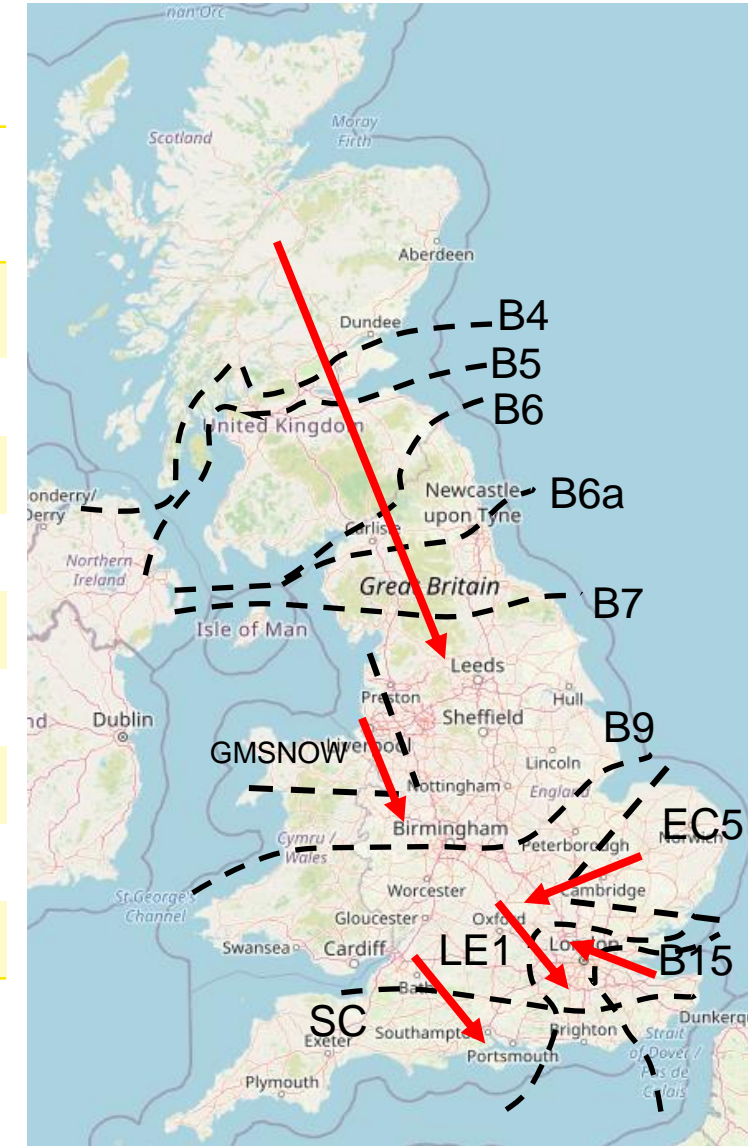 nan Orc
Moray
Firth
Scotland
Aberdeen
Dundee
B4
B5
B6
United Kingdom
Newcastle
upon Tyne
B6a
onderry/
Derry
Carlisle
Northern
Ireland
Great Britain
B7
Isle of Man
Leeds
Preston
Hull
nd
Dublin
Sheffield
B9
GMSNOW
Liverpool
Lincoln
Nottingham
England
EC5
Birmingham
Norwich
Cymru /
Wales
Peterborough
St George's
Channel
Worcester
Cambridge
Gloucester
Oxford
Swansea
Cardiff
LE1
London
B15
Bath
SC
Southampt
Brighton
Dunkerq
Exeter
Portsmouth
Strait
of Dover /
Pas de
Calais
Plymouth